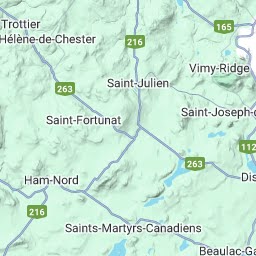 Trottier
Hélène-de-Chester
165
216
Vimy-Ridge
Saint-Julien
263
Saint-Joseph-d
Saint-Fortunat
112
263
Ham-Nord
Dis
216
Saints-Martyrs-Canadiens
Beaulac-Ga